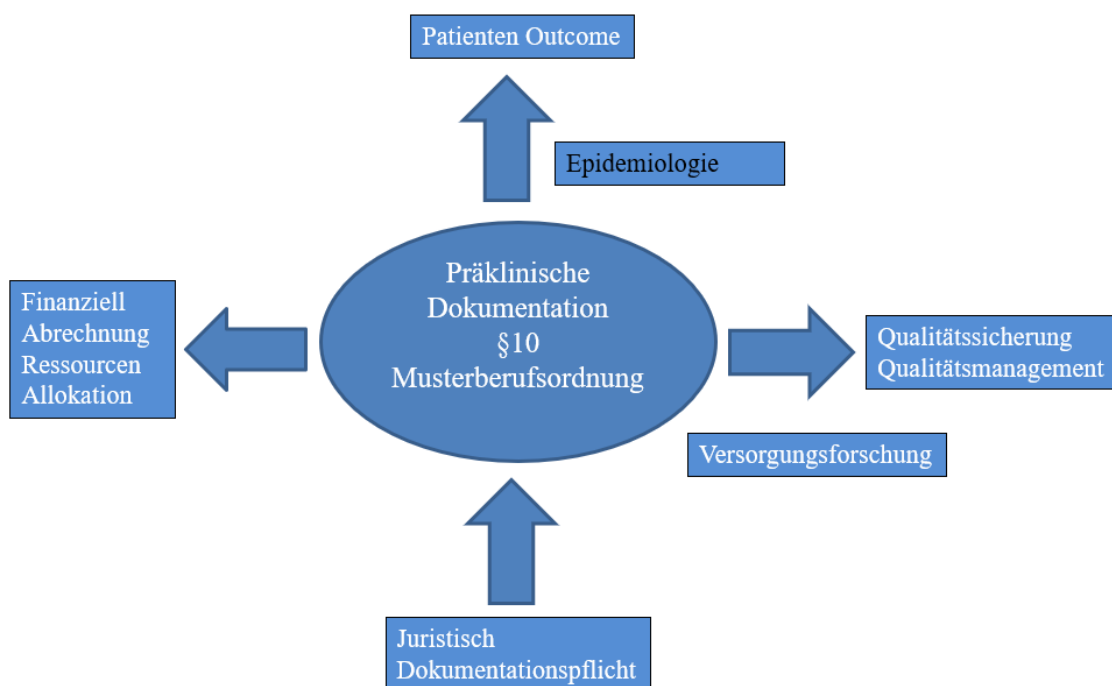 Patienten Outcome
Epidemiologie
Präklinische
Dokumentation
§10
Musterberufsordnung
Finanziell
Abrechnung
Ressourcen
Allokation
Qualitätssicherung
Qualitätsmanagement
Versorgungsforschung
Juristisch
Dokumentationspflicht